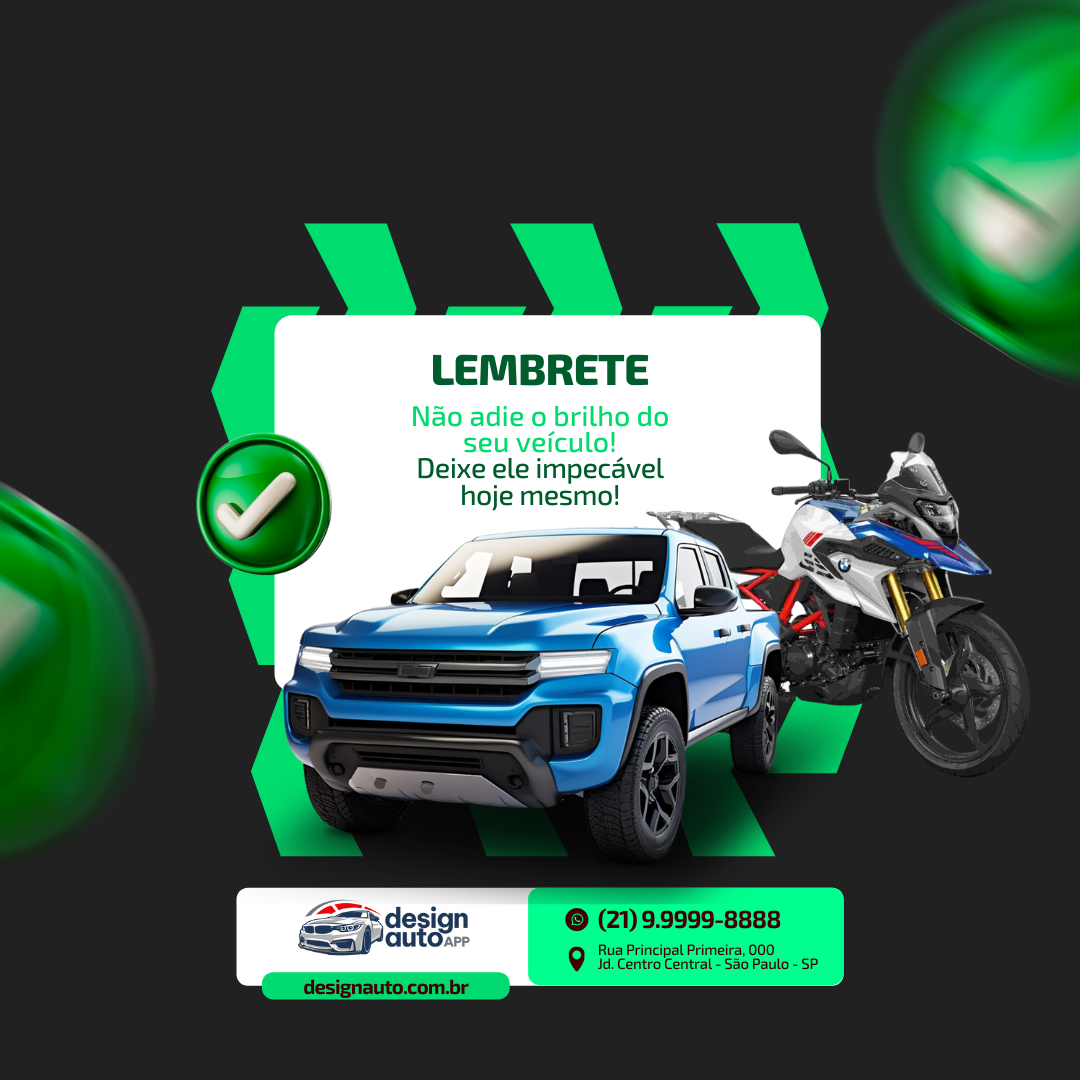 LEMBRETE
Não adie o brilho do
seu veículo!
Deixe ele impecável
hoje mesmo!
design
auto APP
designauto.com.br
(21) 9.9999-8888
Rua Principal Primeira, 000
Jd. Centro Central - São Paulo - SP